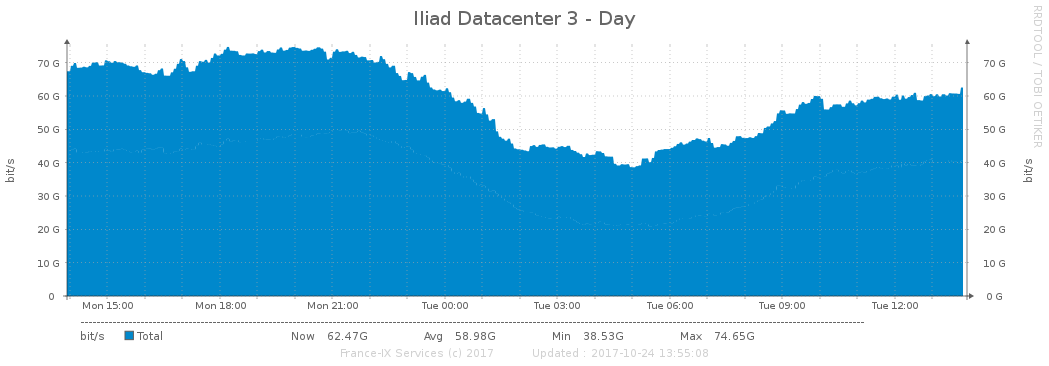 Iliad Datacenter 3 - Day
RRDTOOL / TOBI OETIKER
bit/s
bit/s
70 G 70 G
60 G 60 G
50 G 50 G
40 G 40 G
30 G 30 G
20 G 20 G
10 G 10 G
0 0 G
Mon 15:00 Mon 18:00 Mon 21:00 Tue 00:00 Tue 03:00 Tue 06:00 Tue 09:00 Tue 12:00
bit/s Total Now 62.47G Avg 58.98G Min 38.53G Max 74.65G
France-IX Services (c) 2017 Updated : 2017-10-24 13:55:08